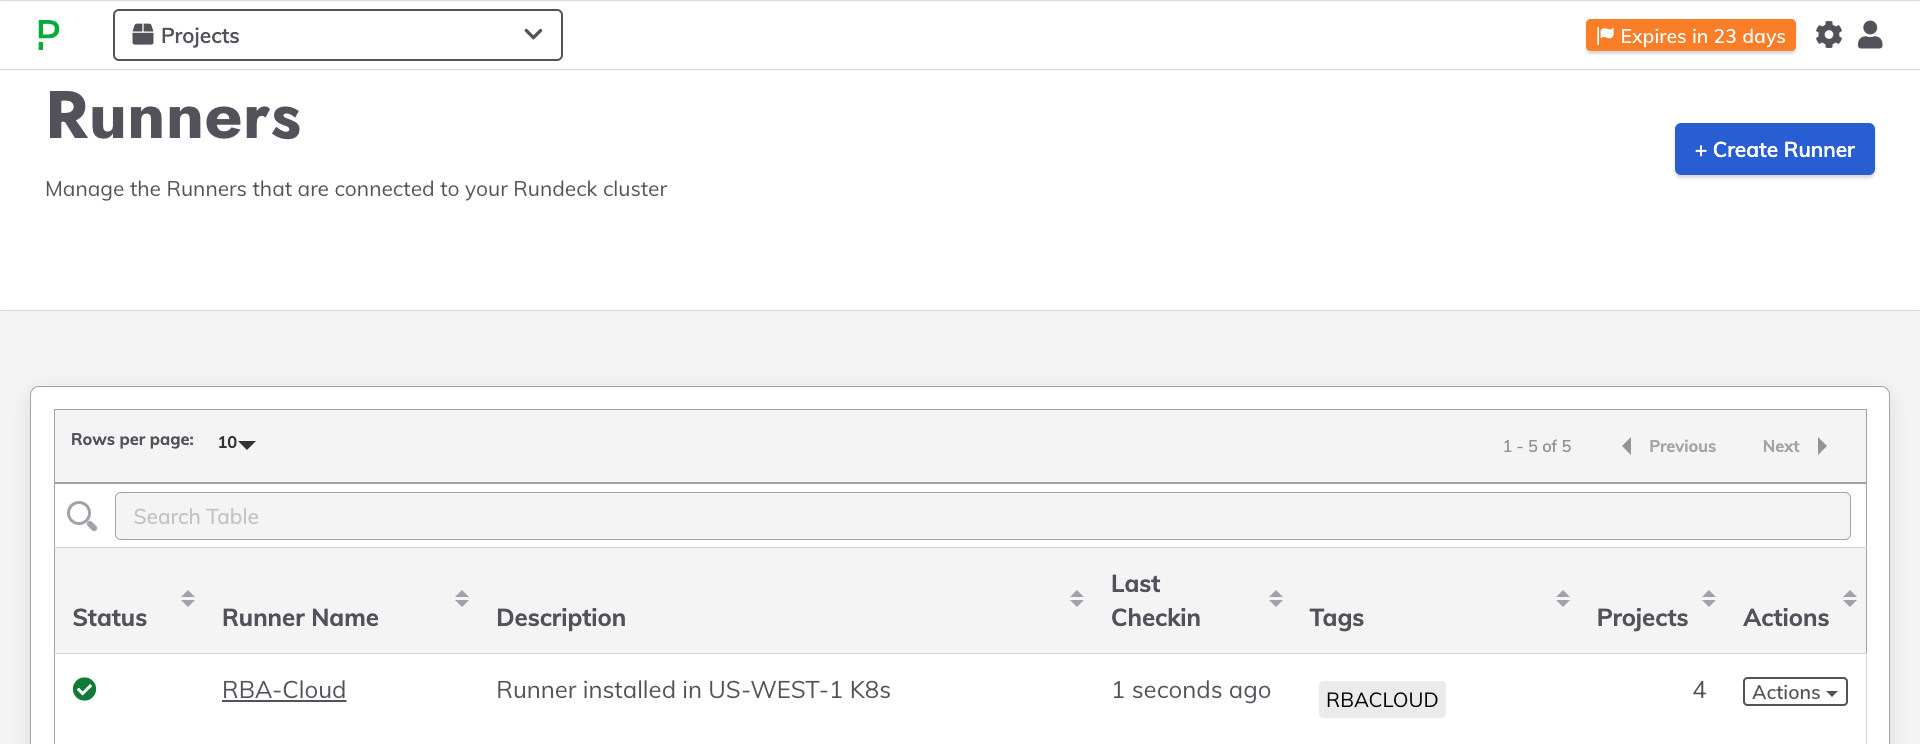 Projects
Expires in 23 days
Runners
+ Create Runner
Manage the Runners that are connected to your Rundeck cluster
Rows per page: 10
1 - 5 of 5 Previous Next
Search Table
Status Runner Name Description Last Checkin Tags Projects Actions
RBA-Cloud Runner installed in US-WEST-1 K8s 1 seconds ago RBACLOUD 4 Actions